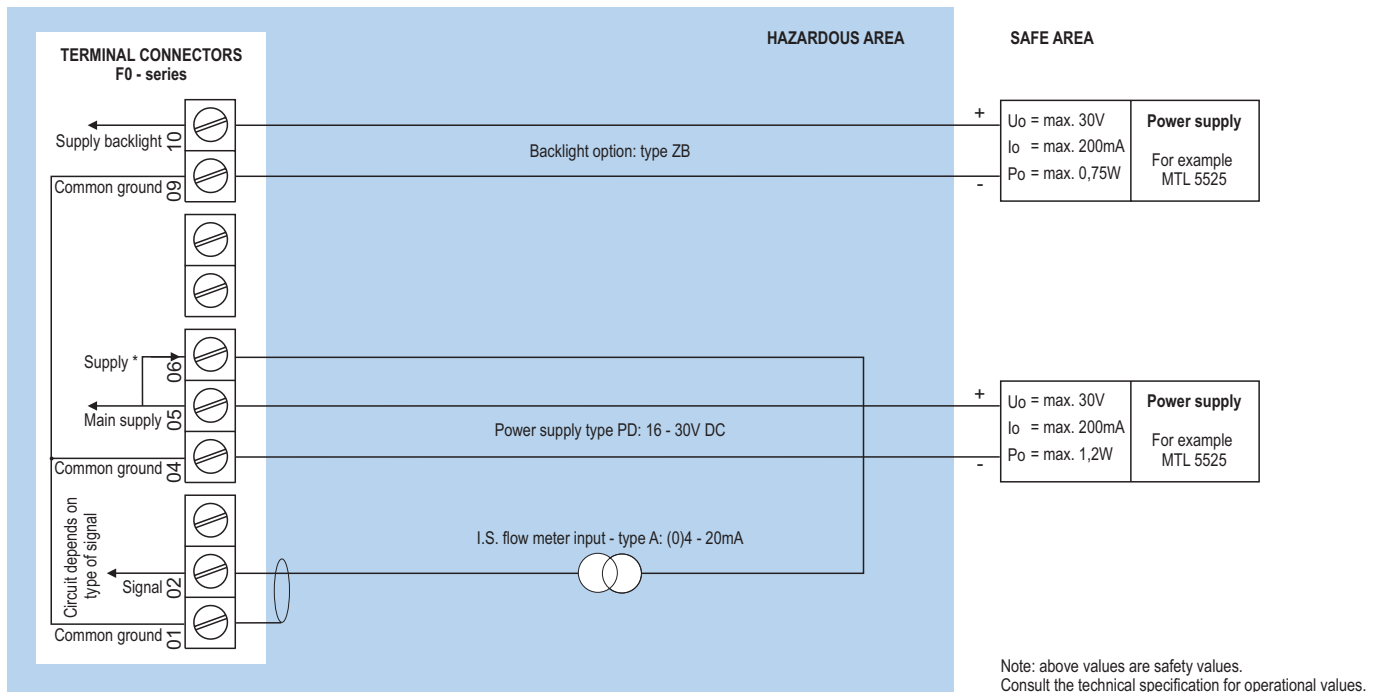 HAZARDOUS AREA
SAFE AREA
TERMINAL CONNECTORS
F0 - series
Supply backlight
10
Common ground
09
Backlight option: type ZB
+
-
Uo = max. 30V
Io = max. 200mA
Po = max. 0,75W
Power supply
For example
MTL 5525
Supply *
06
Main supply
05
Common ground
04
Power supply type PD: 16 - 30V DC
+
-
Uo = max. 30V
Io = max. 200mA
Po = max. 1,2W
Power supply
For example
MTL 5525
Circuit depends on
type of signal
Signal
02
Common ground
01
I.S. flow meter input - type A: (0)4 - 20mA
Note: above values are safety values.
Consult the technical specification for operational values.